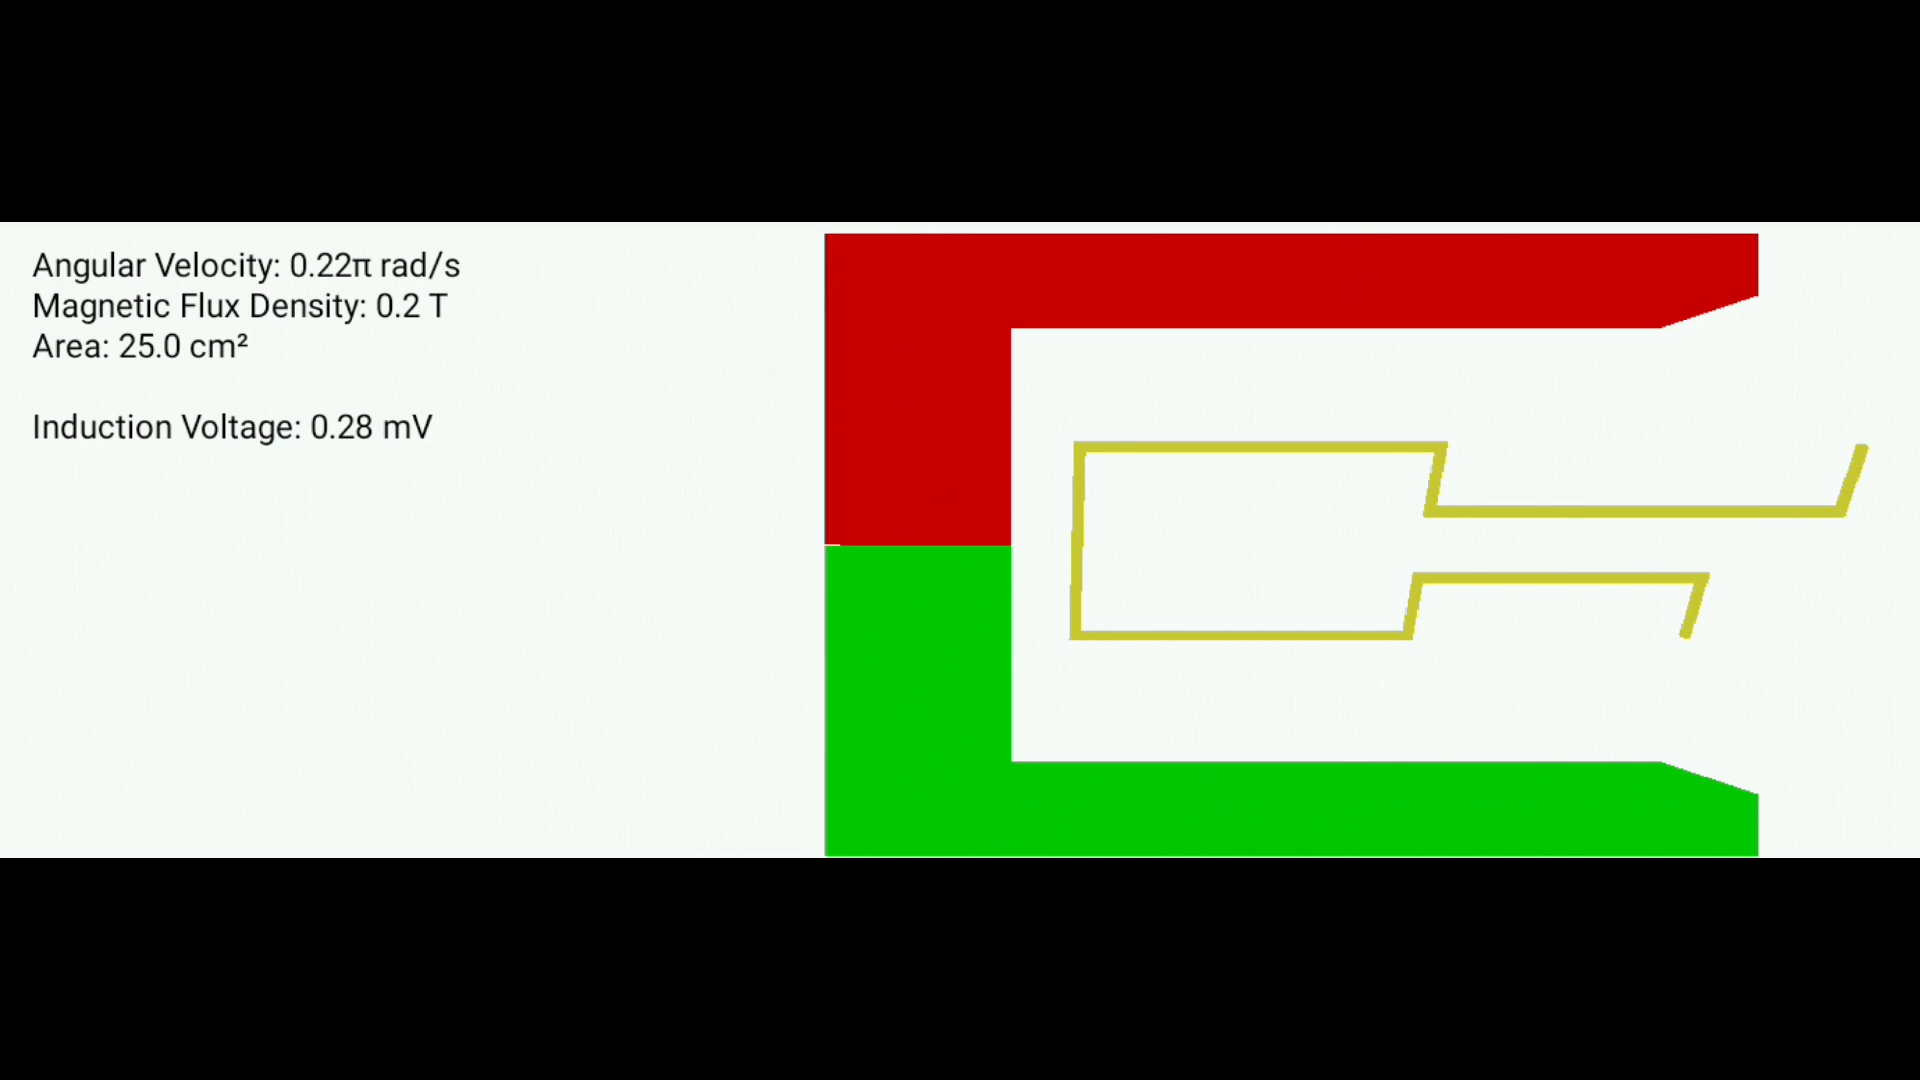 Angular Velocity: 0.22π rad/s
Magnetic Flux Density: 0.2 T
Area: 25.0 cm²
Induction Voltage: 0.28 mV